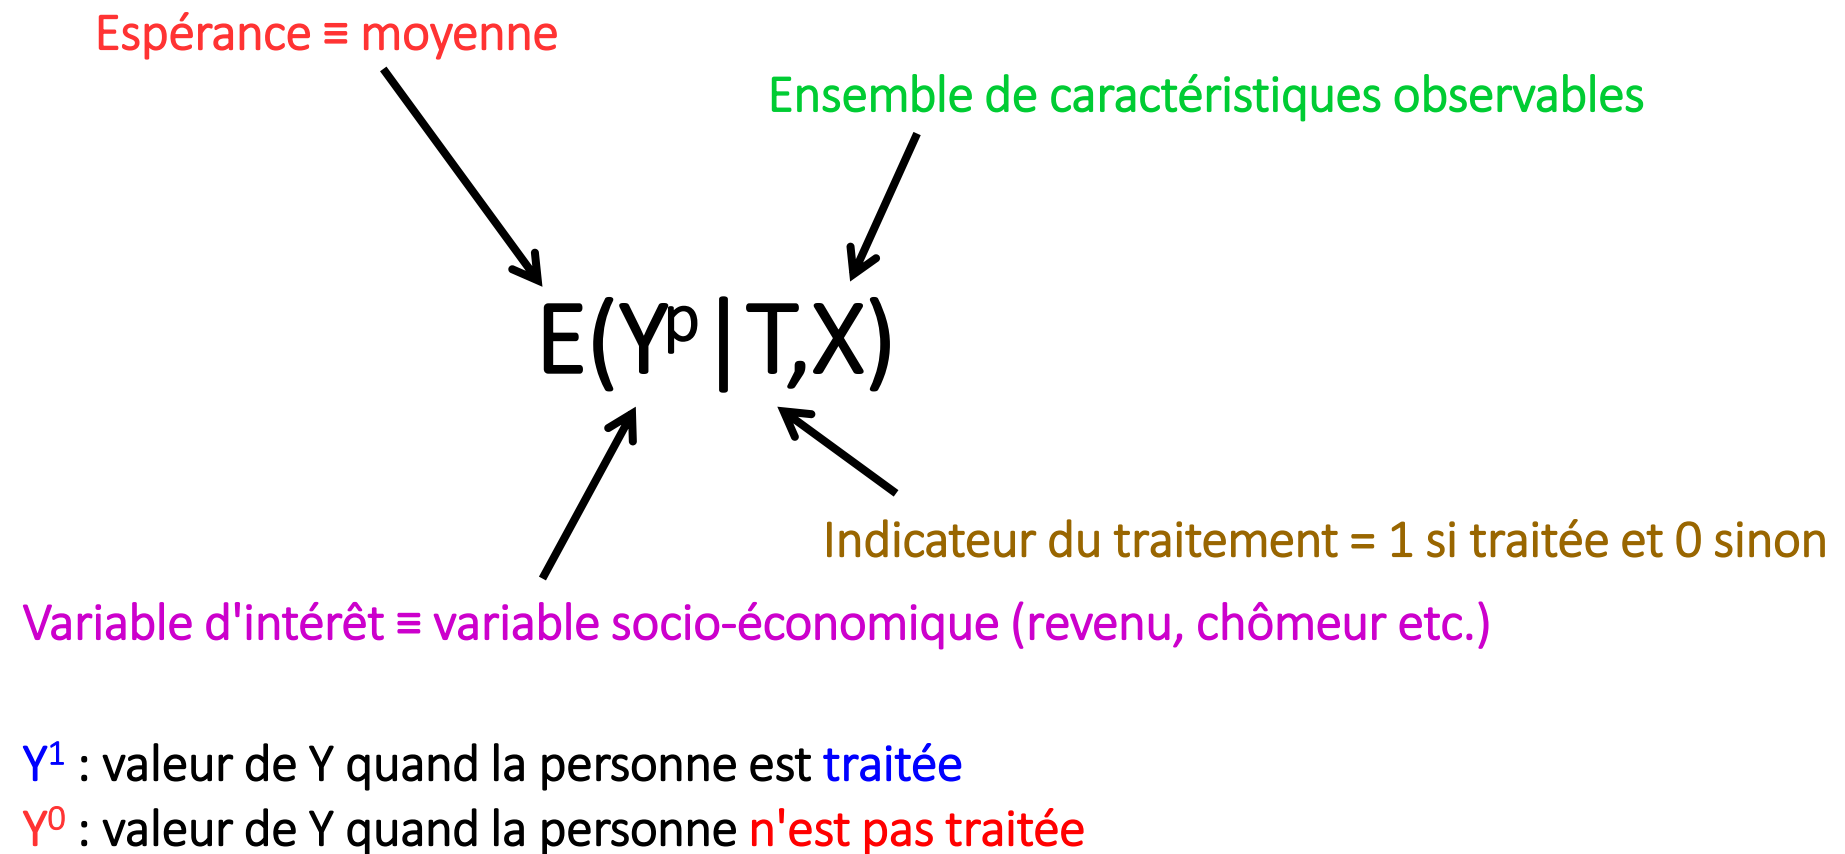 Espérance ≡ moyenne
Ensemble de caractéristiques observables
E(Yᵖ|T,X)
Indicateur du traitement = 1 si traitée et 0 sinon
Variable d'intérêt ≡ variable socio-économique (revenu, chômeur etc.)
Y¹ : valeur de Y quand la personne est traitée
Y⁰ : valeur de Y quand la personne n'est pas traitée